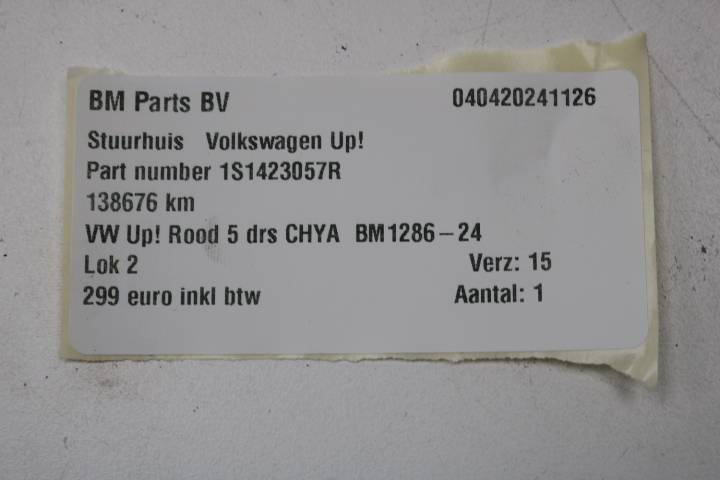 BM Parts BV 040420241126
Stuurhuis Volkswagen Up!
Part number 1S1423057R
138676 km
VW Up! Rood 5 drs CHYA BM1286-24
Lok 2 Verz: 15
299 euro inkl btw Aantal: 1